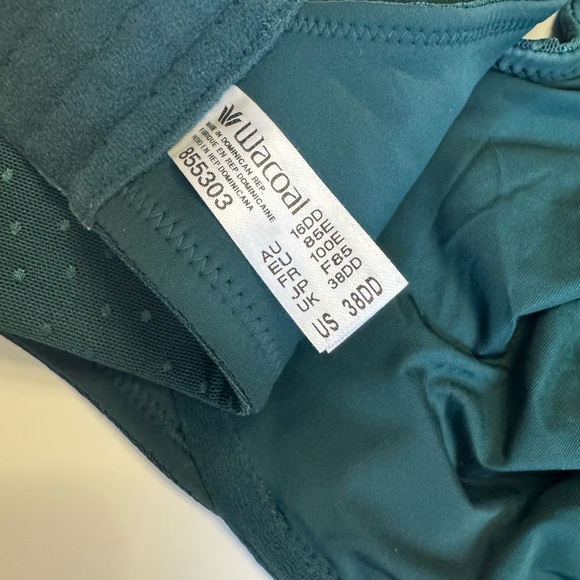 wacoal
MADE IN DOMINICAN REP.
FABRIQUE EN REP DOMINICAINE
HECHO EN REP DOMINICANA
855303
AU 16DD
EU 85E
FR 100E
JP F85
UK 38DD
US 38DD